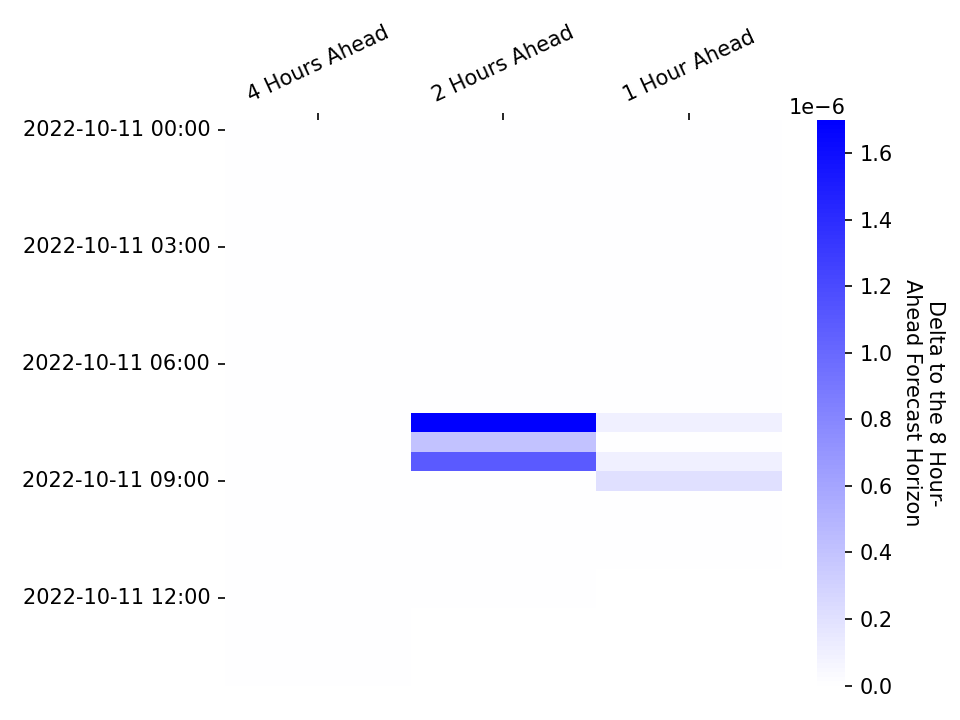 4 Hours Ahead
2 Hours Ahead
1 Hour Ahead
1e−6
2022-10-11 00:00
2022-10-11 03:00
2022-10-11 06:00
2022-10-11 09:00
2022-10-11 12:00
1.6
1.4
1.2
1.0
0.8
0.6
0.4
0.2
0.0
Delta to the 8 Hour-
Ahead Forecast Horizon